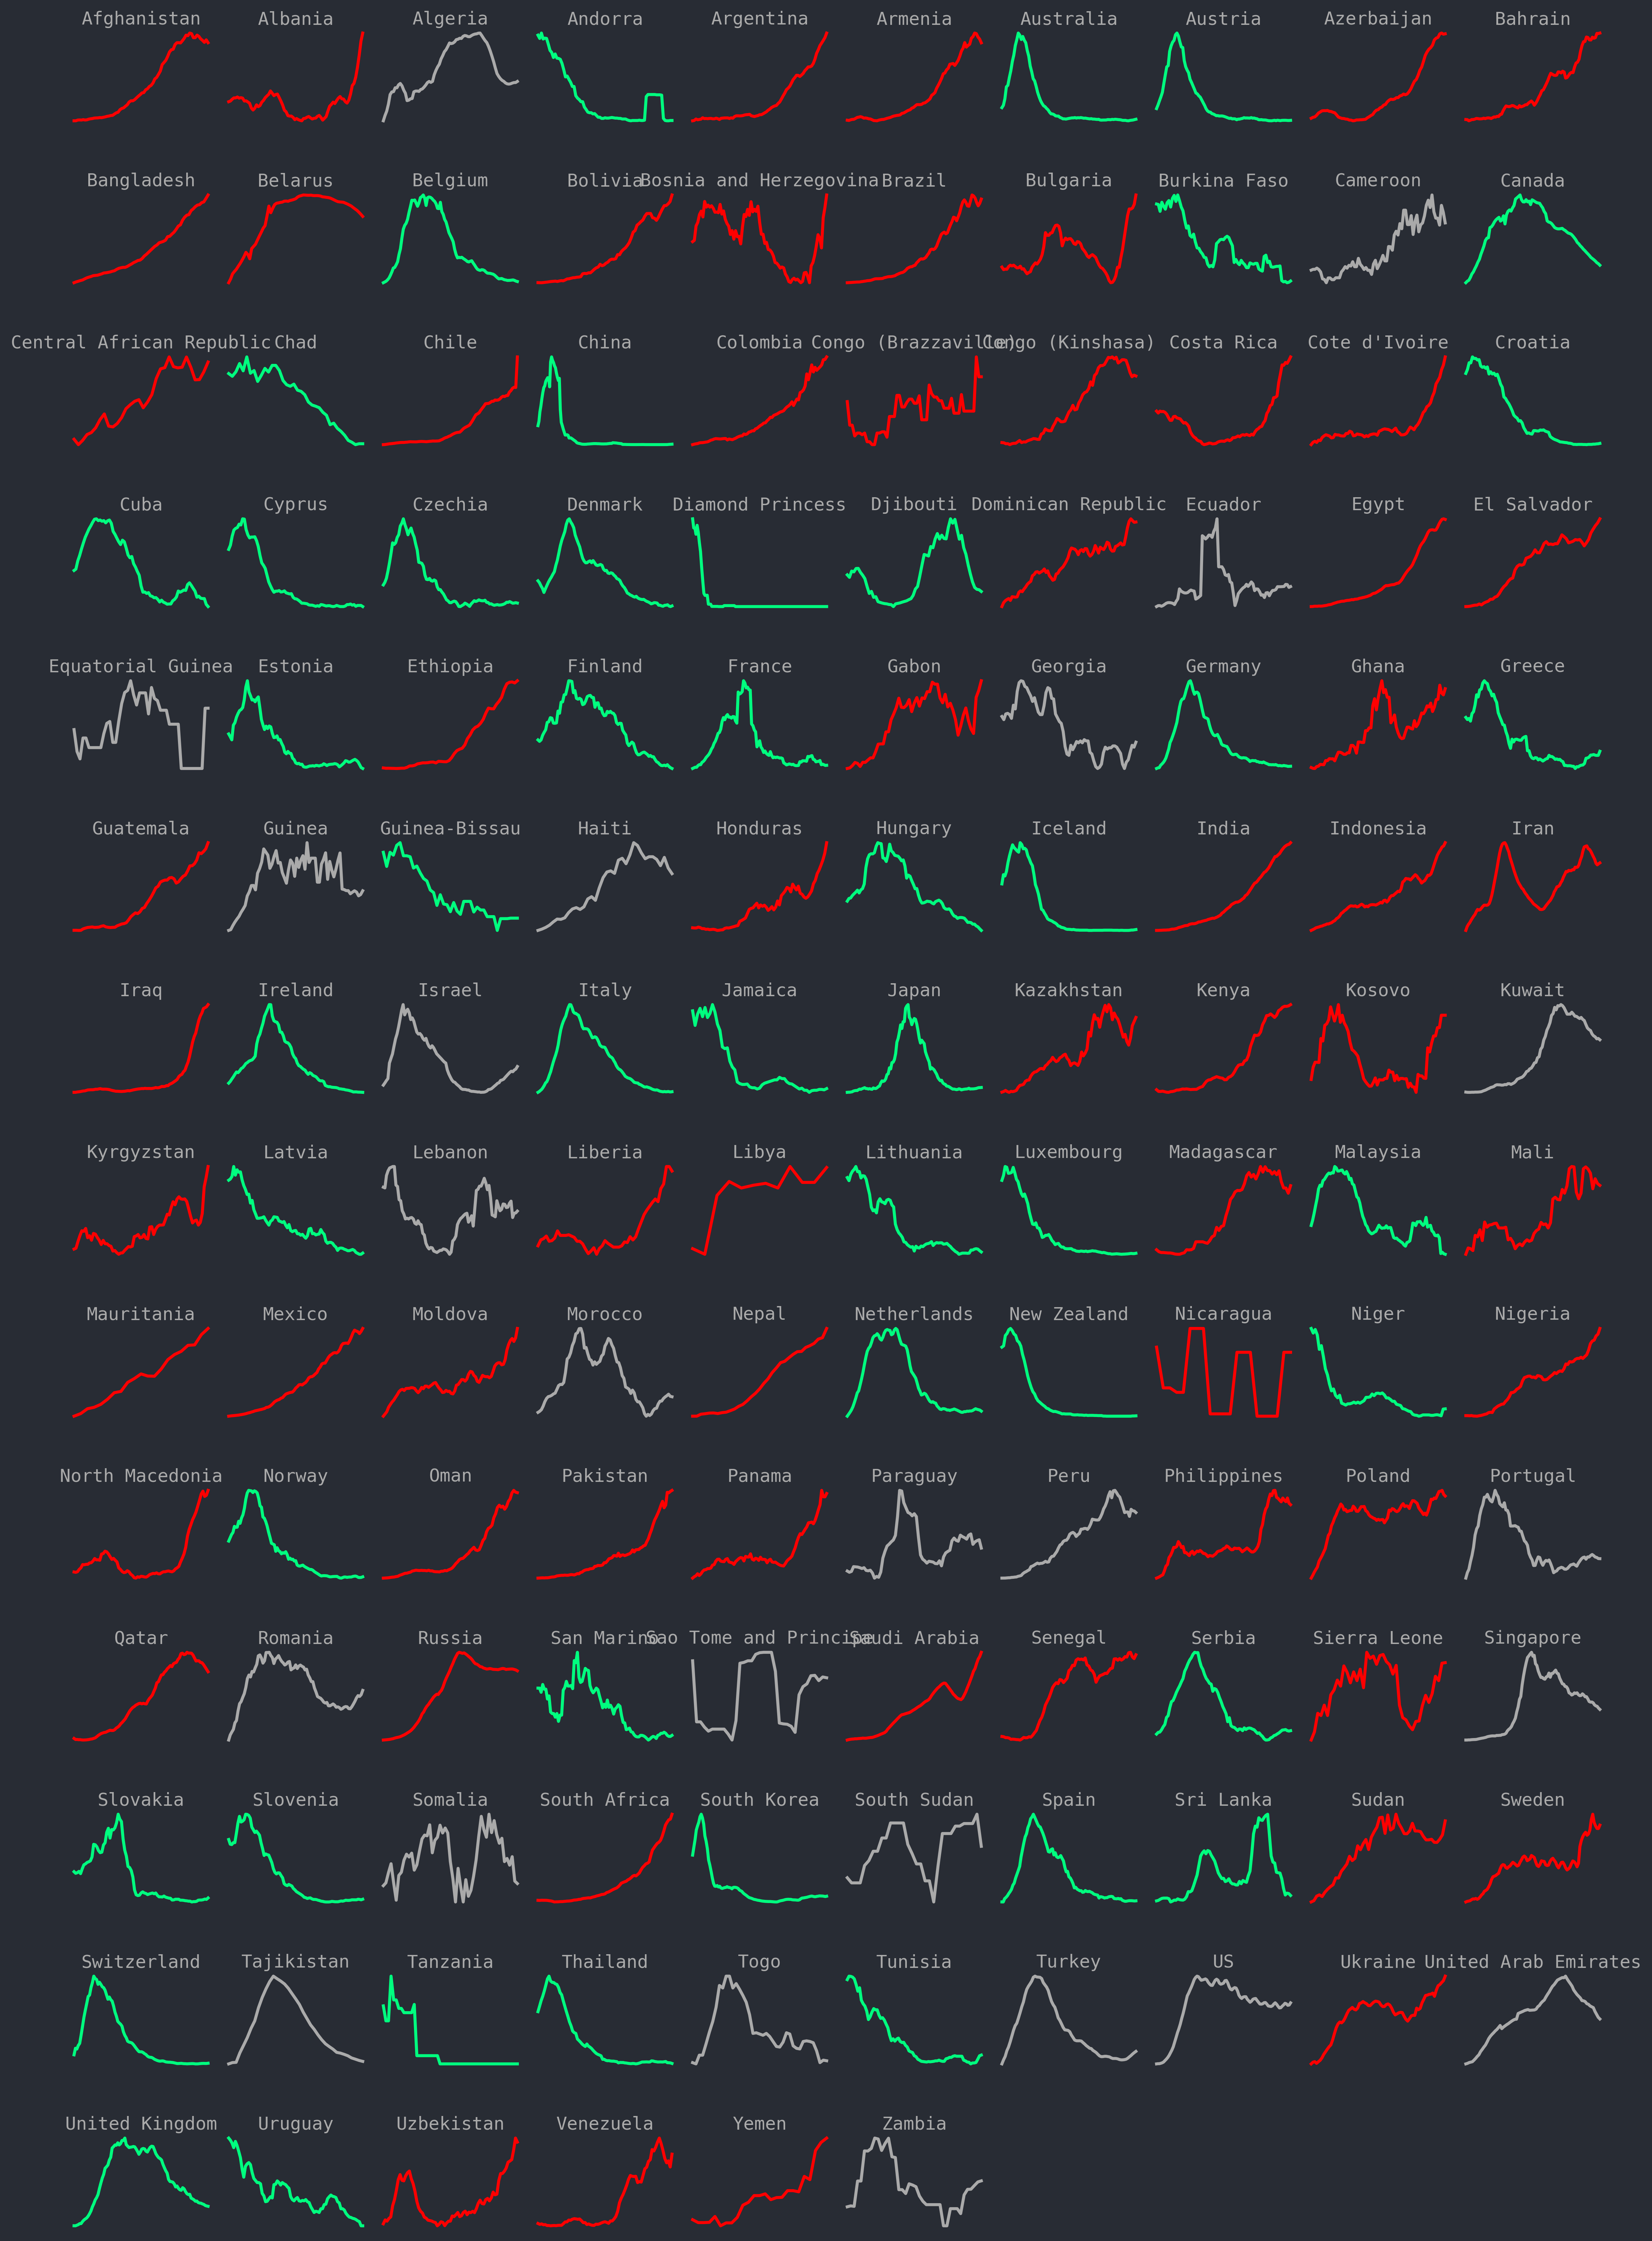 Afghanistan Albania Algeria Andorra Argentina Armenia Australia Austria Azerbaijan Bahrain
Bangladesh Belarus Belgium Bolivia Bosnia and Herzegovina Brazil Bulgaria Burkina Faso Cameroon Canada
Central African Republic Chad Chile China Colombia Congo (Brazzaville) Congo (Kinshasa) Costa Rica Cote d'Ivoire Croatia
Cuba Cyprus Czechia Denmark Diamond Princess Djibouti Dominican Republic Ecuador Egypt El Salvador
Equatorial Guinea Estonia Ethiopia Finland France Gabon Georgia Germany Ghana Greece
Guatemala Guinea Guinea-Bissau Haiti Honduras Hungary Iceland India Indonesia Iran
Iraq Ireland Israel Italy Jamaica Japan Kazakhstan Kenya Kosovo Kuwait
Kyrgyzstan Latvia Lebanon Liberia Libya Lithuania Luxembourg Madagascar Malaysia Mali
Mauritania Mexico Moldova Morocco Nepal Netherlands New Zealand Nicaragua Niger Nigeria
North Macedonia Norway Oman Pakistan Panama Paraguay Peru Philippines Poland Portugal
Qatar Romania Russia San Marino Sao Tome and Principe Saudi Arabia Senegal Serbia Sierra Leone Singapore
Slovakia Slovenia Somalia South Africa South Korea South Sudan Spain Sri Lanka Sudan Sweden
Switzerland Tajikistan Tanzania Thailand Togo Tunisia Turkey US Ukraine United Arab Emirates
United Kingdom Uruguay Uzbekistan Venezuela Yemen Zambia